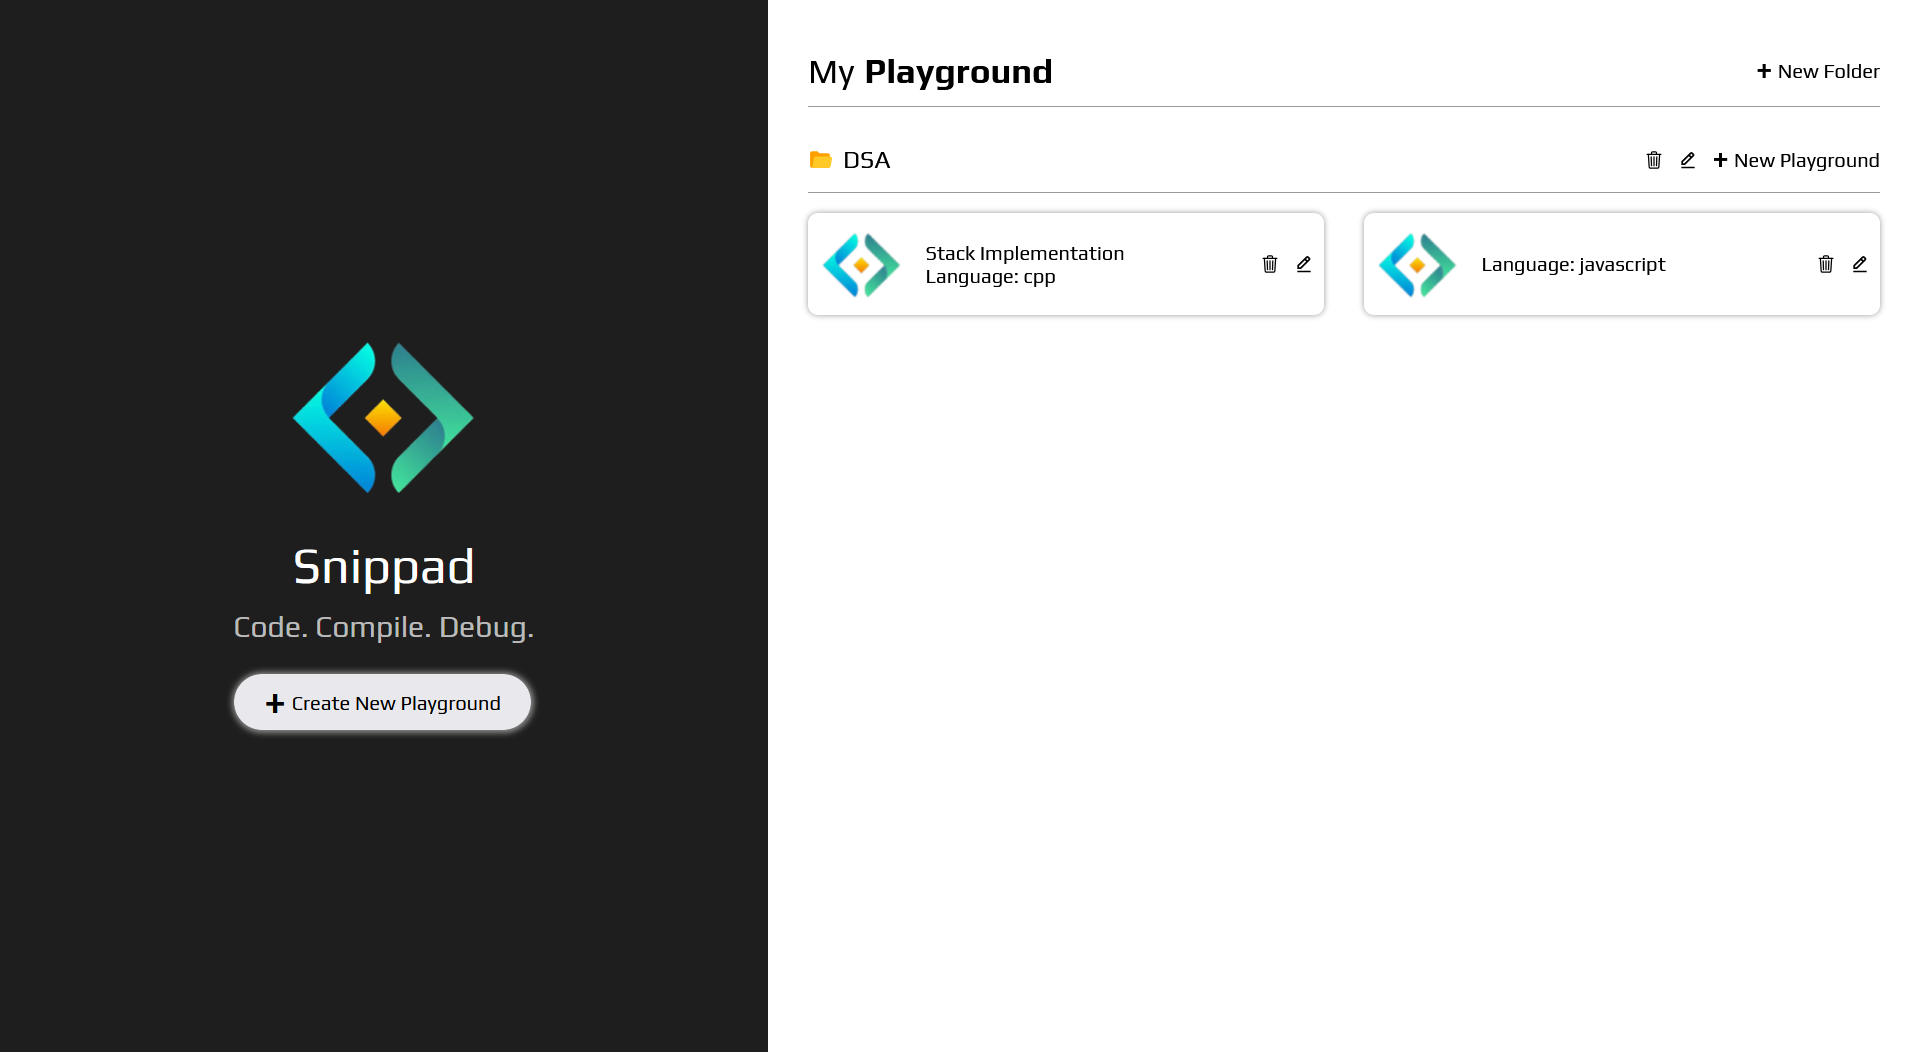 Snippad
Code. Compile. Debug.
+ Create New Playground
My Playground
+ New Folder
DSA
+ New Playground
Stack Implementation
Language: cpp
Language: javascript